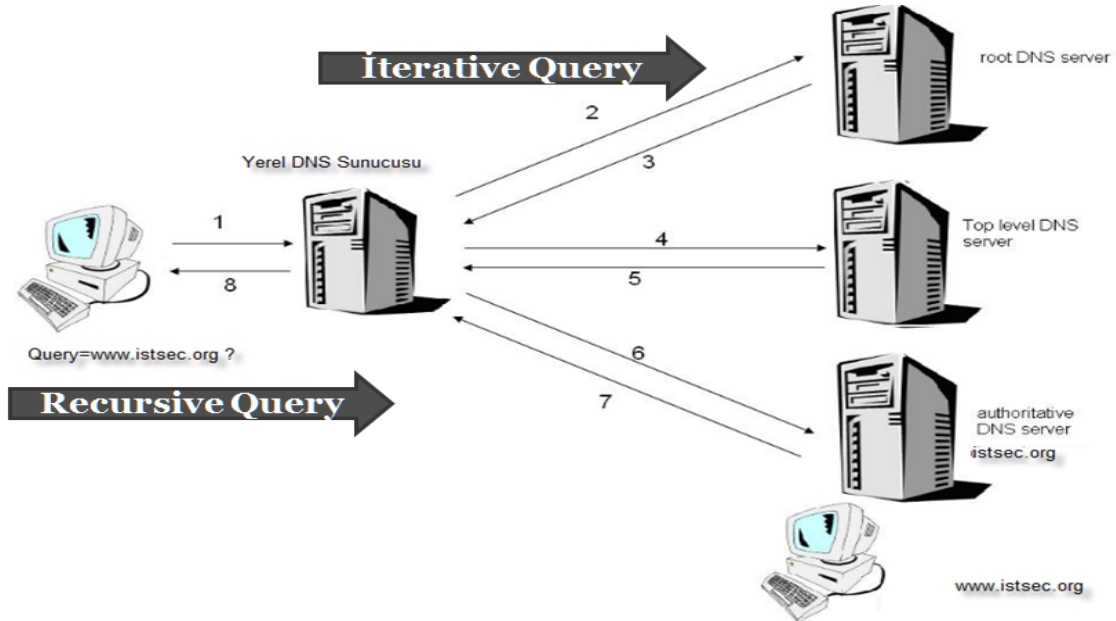 İterative Query
root DNS server
2
3
Yerel DNS Sunucusu
1
8
4
5
Top level DNS
server
Query=www.istsec.org ?
Recursive Query
6
7
authoritative
DNS server
istsec.org
www.istsec.org